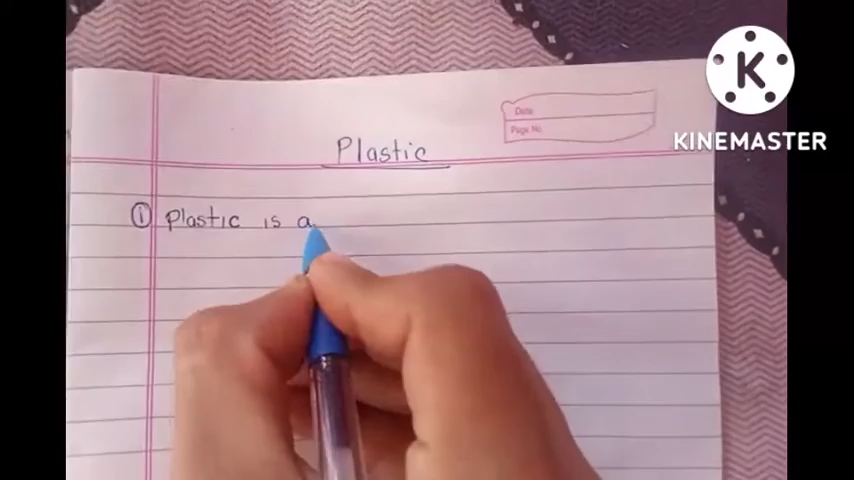 Plastic
Date
Page No
① Plastic is a
K
KINEMASTER